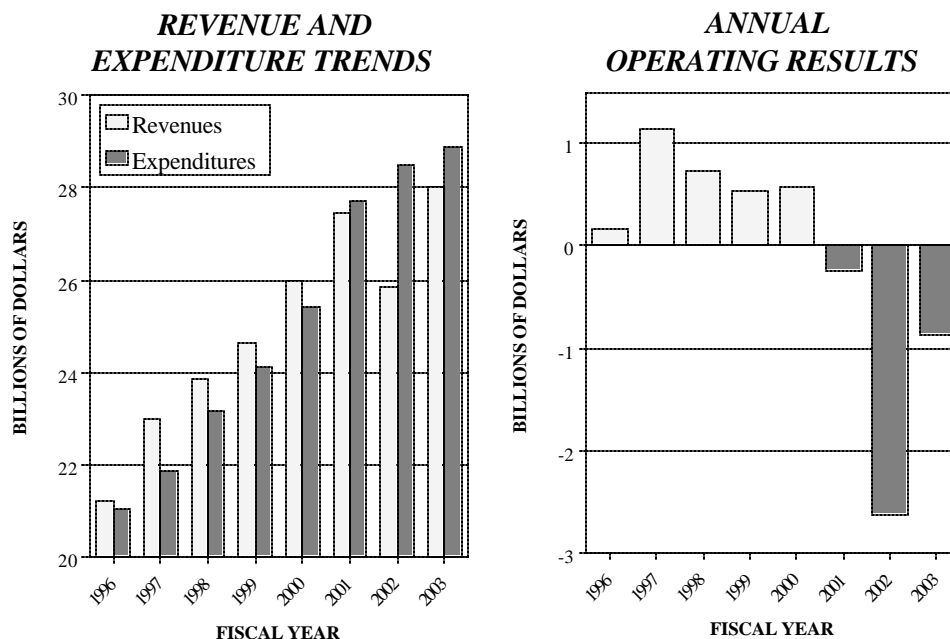 REVENUE AND
EXPENDITURE TRENDS
30
28
26
24
22
20
Revenues
Expenditures
BILLIONS OF DOLLARS
1996
1997
1998
1999
2000
2001
2002
2003
FISCAL YEAR
ANNUAL
OPERATING RESULTS
1
0
-1
-2
-3
BILLIONS OF DOLLARS
1996
1997
1998
1999
2000
2001
2002
2003
FISCAL YEAR